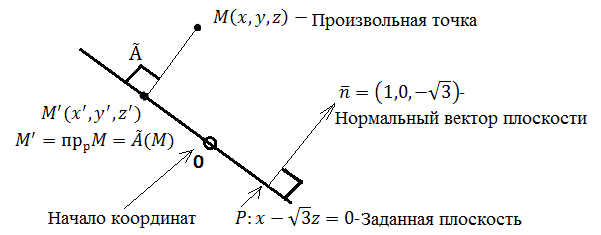 M(x,y,z) − Произвольная точка
Ã
M′(x′,y′,z′)
M′ = пр_P M = Ã(M)
n̄ = (1,0,−√3)-
Нормальный вектор плоскости
0
Начало координат
P: x − √3z = 0-Заданная плоскость